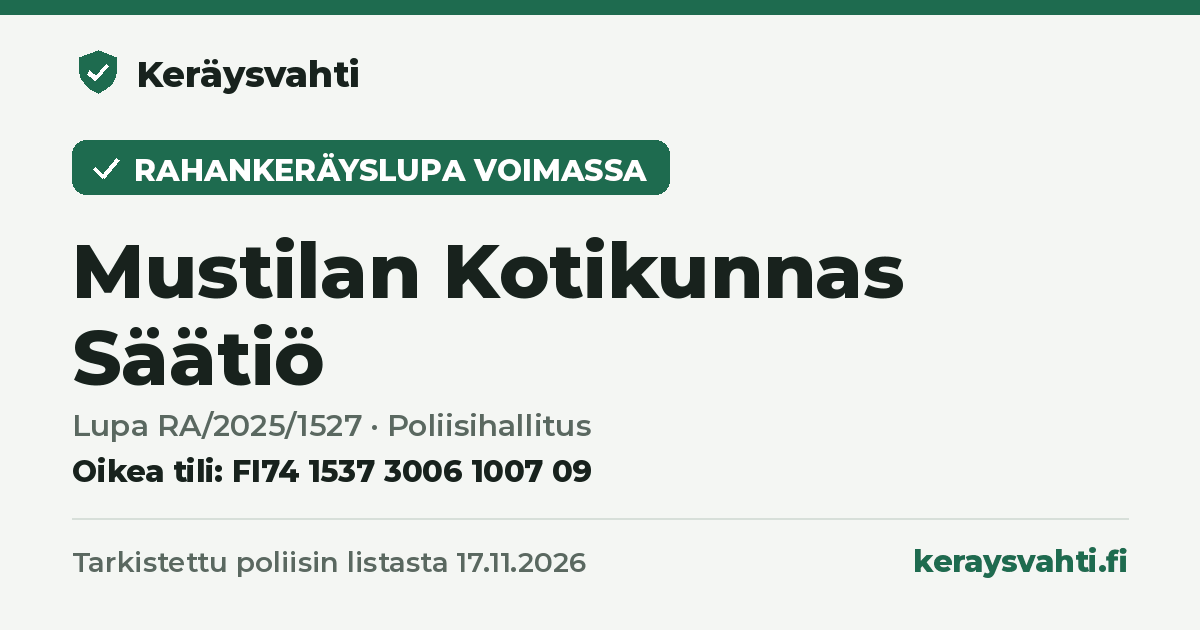 Keräysvahti
RAHANKERÄYSLUPA VOIMASSA
Mustilan Kotikunnas
Säätiö
Lupa RA/2025/1527 · Poliisihallitus
Oikea tili: FI74 1537 3006 1007 09
Tarkistettu poliisin listasta 17.11.2026
keraysvahti.fi